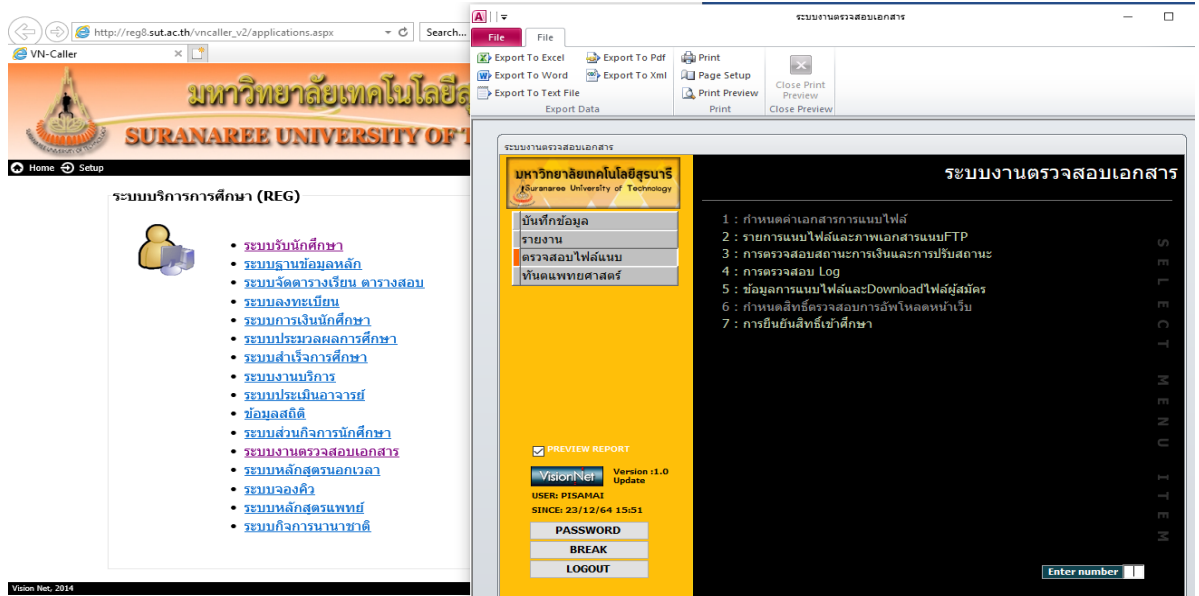 http://reg8.sut.ac.th/vncaller_v2/applications.aspx
Search...
VN-Caller
มหาวิทยาลัยเทคโนโลยีสุ
SURANAREE UNIVERSITY OF
Home Setup
ระบบบริการการศึกษา (REG)
ระบบรับนักศึกษา
ระบบฐานข้อมูลหลัก
ระบบจัดตารางเรียน ตารางสอบ
ระบบลงทะเบียน
ระบบการเงินนักศึกษา
ระบบประมวลผลการศึกษา
ระบบสำเร็จการศึกษา
ระบบงานบริการ
ระบบประเมินอาจารย์
ข้อมูลสถิติ
ระบบส่วนกิจการนักศึกษา
ระบบงานตรวจสอบเอกสาร
ระบบหลักสูตรนอกเวลา
ระบบจองคิว
ระบบหลักสูตรแพทย์
ระบบกิจการนานาชาติ
Vision Net, 2014
A
ระบบงานตรวจสอบเอกสาร
File File
Export To Excel Export To Pdf Print
Export To Word Export To Xml Page Setup
Export To Text File Print Preview
Close Print
Preview
Export Data Print Close Preview
ระบบงานตรวจสอบเอกสาร
มหาวิทยาลัยเทคโนโลยีสุรนารี
Suranaree University of Technology
บันทึกข้อมูล
รายงาน
ตรวจสอบไฟล์แนบ
ทันตแพทยศาสตร์
PREVIEW REPORT
VisionNet
Version :1.0
Update
USER: PISAMAI
SINCE: 23/12/64 15:51
PASSWORD
BREAK
LOGOUT
ระบบงานตรวจสอบเอกสาร
1 : กำหนดค่าเอกสารการแนบไฟล์
2 : รายการแนบไฟล์และภาพเอกสารแนบFTP
3 : การตรวจสอบสถานะการเงินและการปรับสถานะ
4 : การตรวจสอบ Log
5 : ข้อมูลการแนบไฟล์และDownloadไฟล์ผู้สมัคร
6 : กำหนดสิทธิ์ตรวจสอบการอัพโหลดหน้าเว็บ
7 : การยืนยันสิทธิ์เข้าศึกษา
SELECT MENU ITEM
Enter number